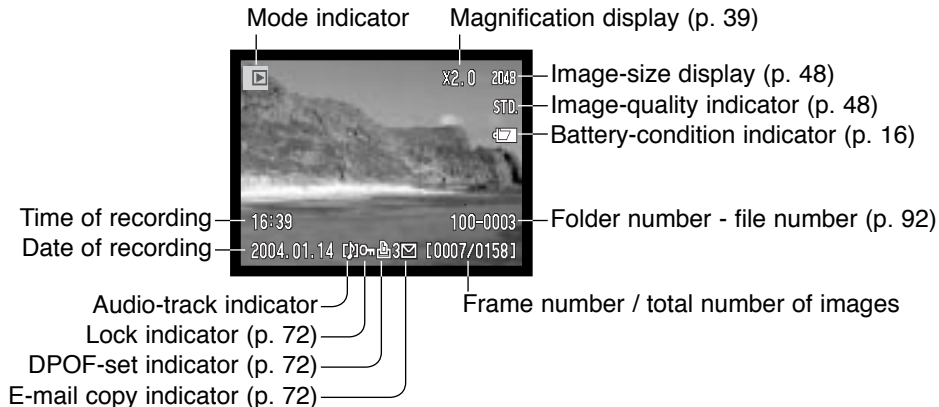 Mode indicator
Magnification display (p. 39)
X2.0 2048
Image-size display (p. 48)
STD.
Image-quality indicator (p. 48)
Battery-condition indicator (p. 16)
Time of recording
16:39
100-0003
Folder number - file number (p. 92)
Date of recording
2004.01.14 3 [0007/0158]
Audio-track indicator
Frame number / total number of images
Lock indicator (p. 72)
DPOF-set indicator (p. 72)
E-mail copy indicator (p. 72)